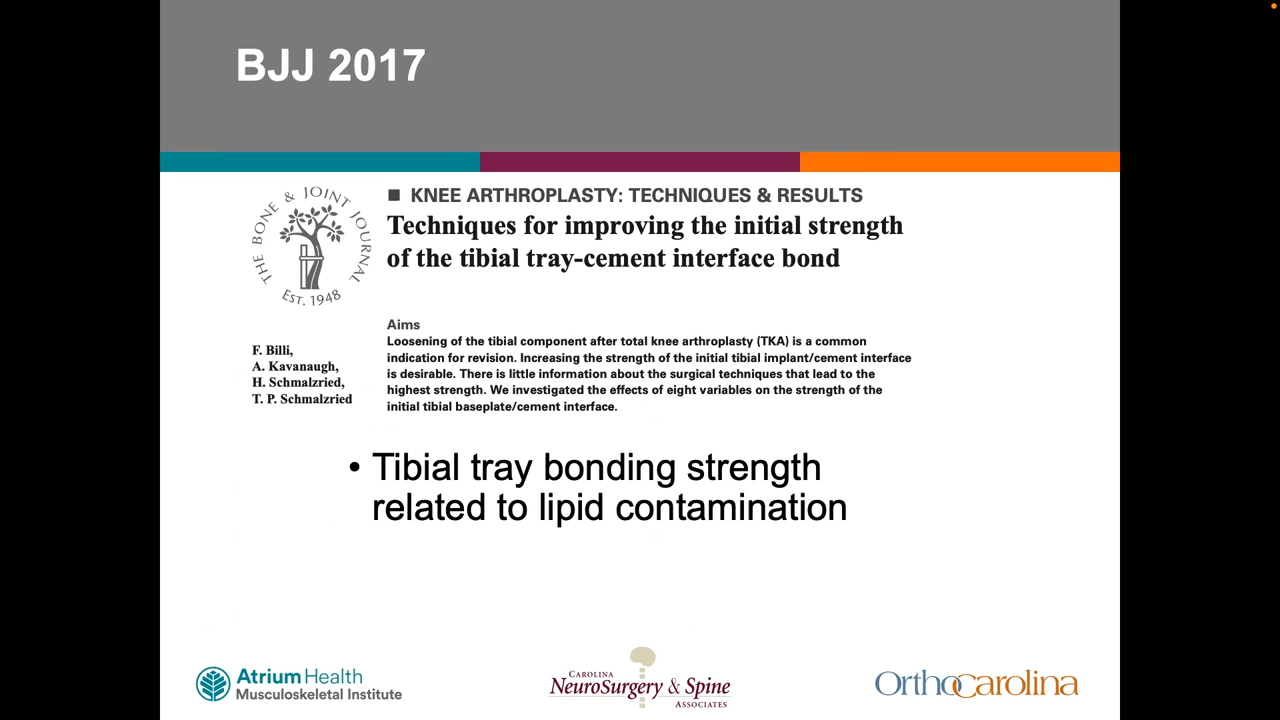 BJJ 2017
THE BONE & JOINT JOURNAL
EST. 1948
■ KNEE ARTHROPLASTY: TECHNIQUES & RESULTS
Techniques for improving the initial strength
of the tibial tray-cement interface bond
F. Billi,
A. Kavanaugh,
H. Schmalzried,
T. P. Schmalzried
Aims
Loosening of the tibial component after total knee arthroplasty (TKA) is a common
indication for revision. Increasing the strength of the initial tibial implant/cement interface
is desirable. There is little information about the surgical techniques that lead to the
highest strength. We investigated the effects of eight variables on the strength of the
initial tibial baseplate/cement interface.
• Tibial tray bonding strength
related to lipid contamination
Atrium Health
Musculoskeletal Institute
CAROLINA
NEUROSURGERY & SPINE
ASSOCIATES
OrthoCarolina